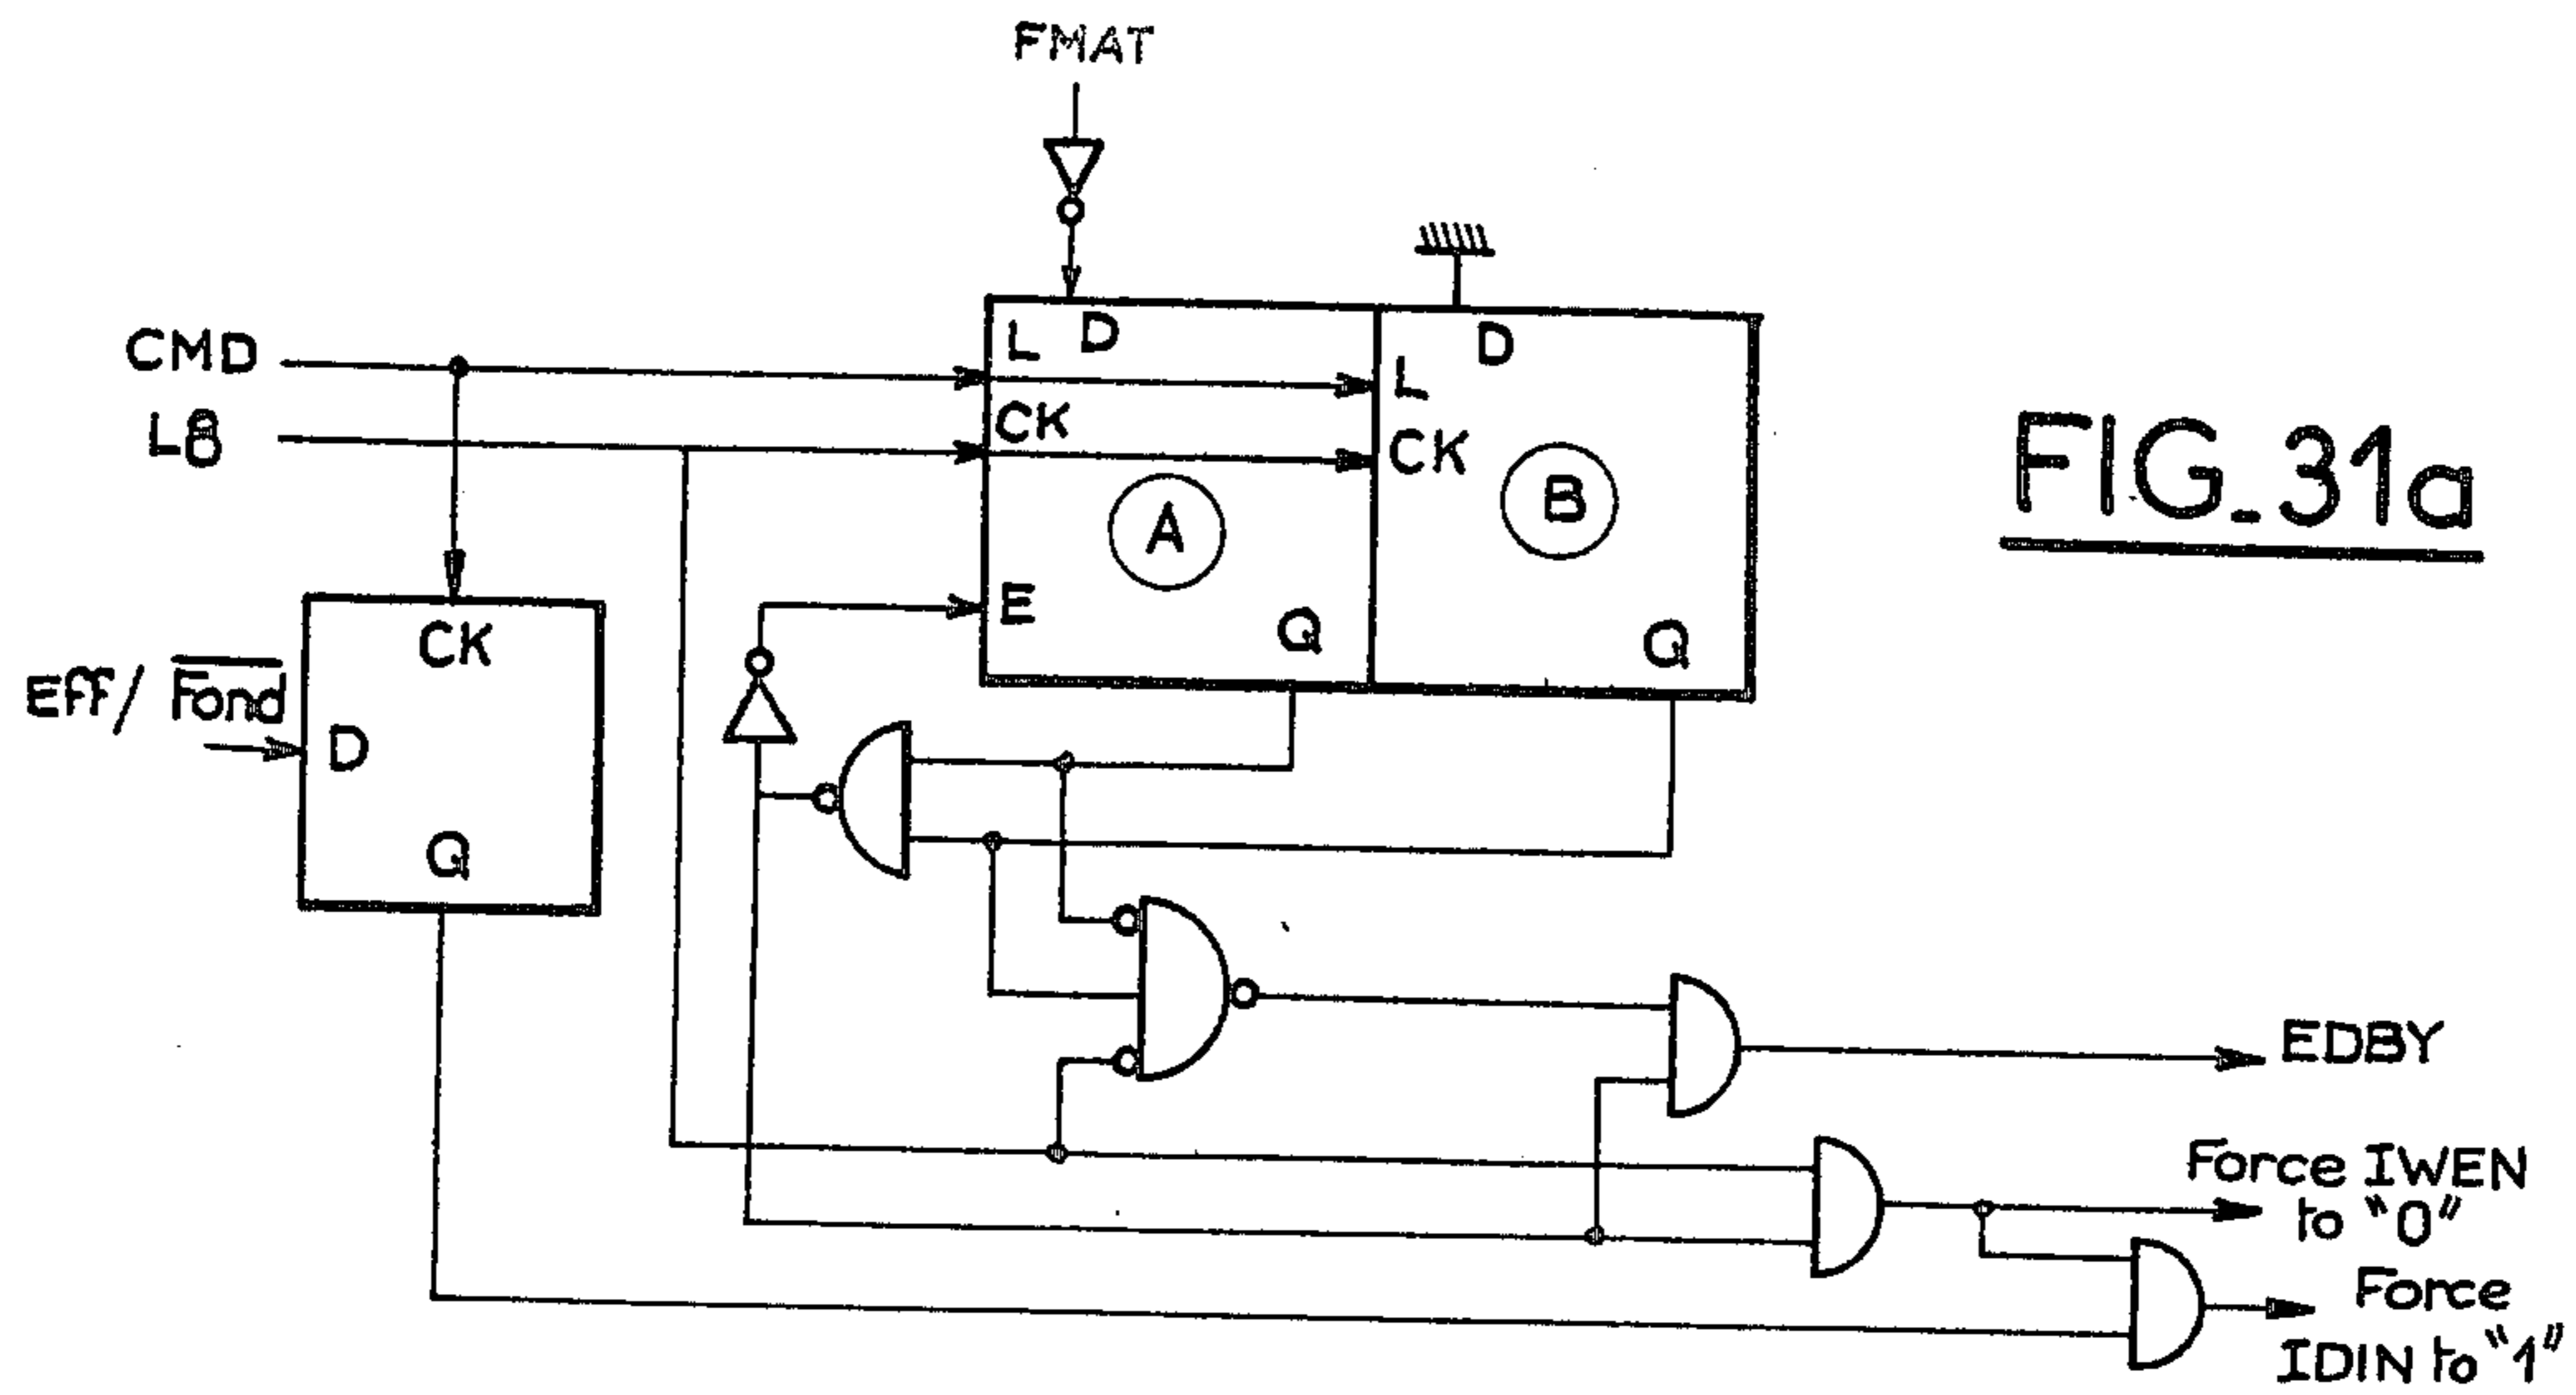 FMAT
CMD
L8
L
D
D
L
CK
CK
A
B
E
Q
Q
FIG_31a
CK
Eff/ Fond
D
Q
EDBY
Force IWEN
to "0"
Force
IDIN to "1"